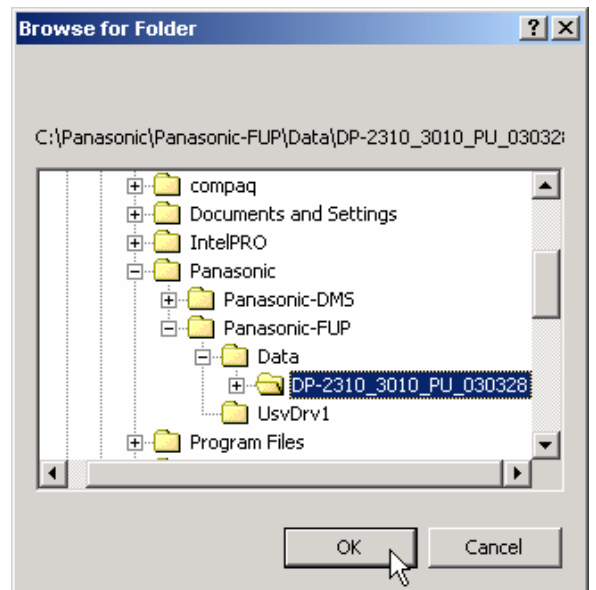 Browse for Folder
C:\Panasonic\Panasonic-FUP\Data\DP-2310_3010_PU_030328
compaq
Documents and Settings
IntelPRO
Panasonic
Panasonic-DMS
Panasonic-FUP
Data
DP-2310_3010_PU_030328
UsvDrv1
Program Files
OK
Cancel